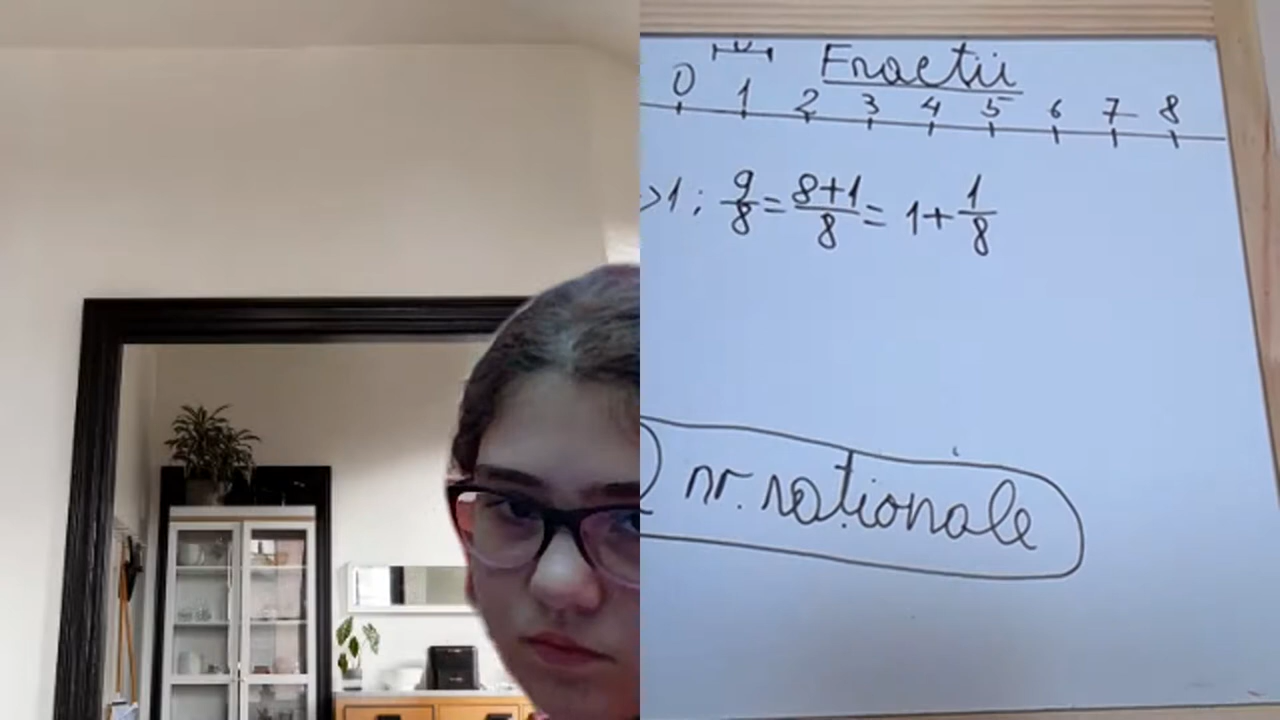 Fractii
0 1 2 3 4 5 6 7 8
>1; 9/8 = 8+1/8 = 1+ 1/8
nr. naționale